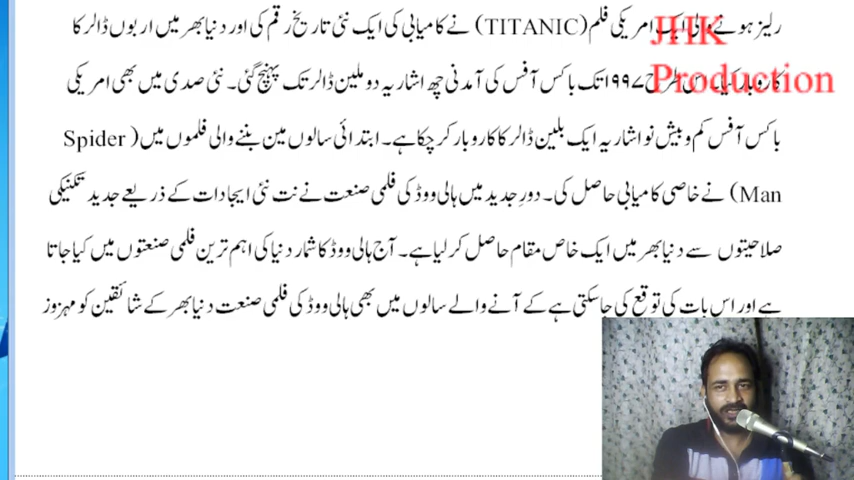 رلیز ہونے والی ایک امریکی فلم (TITANIC) نے کامیابی کی ایک نئی تاریخ رقم کی اور دنیا بھر میں اربوں ڈالر کا
JHK
Production
کاروبار کیا۔ طرح ۱۹۹۷ تک باکس آفس کی آمدنی چھ اشاریہ دو ملین ڈالر تک پہنچ گئی۔ نئی صدی میں بھی امریکی
باکس آفس کم و بیش نو اشاریہ ایک بلین ڈالر کا کاروبار کر چکا ہے۔ ابتدائی سالوں مین بننے والی فلموں میں (Spider
Man) نے خاصی کامیابی حاصل کی۔ دورِ جدید میں ہالی ووڈ کی فلمی صنعت نے نت نئی ایجادات کے ذریعے جدید تکنیکی
صلاحیتوں سے دنیا بھر میں ایک خاص مقام حاصل کر لیا ہے۔ آج ہالی ووڈ کا شمار دنیا کی اہم ترین فلمی صنعتوں میں کیا جاتا
ہے اور اس بات کی توقع کی جاسکتی ہے کے آنے والے سالوں میں بھی ہالی ووڈ کی فلمی صنعت دنیا بھر کے شائقین کو مہزوز